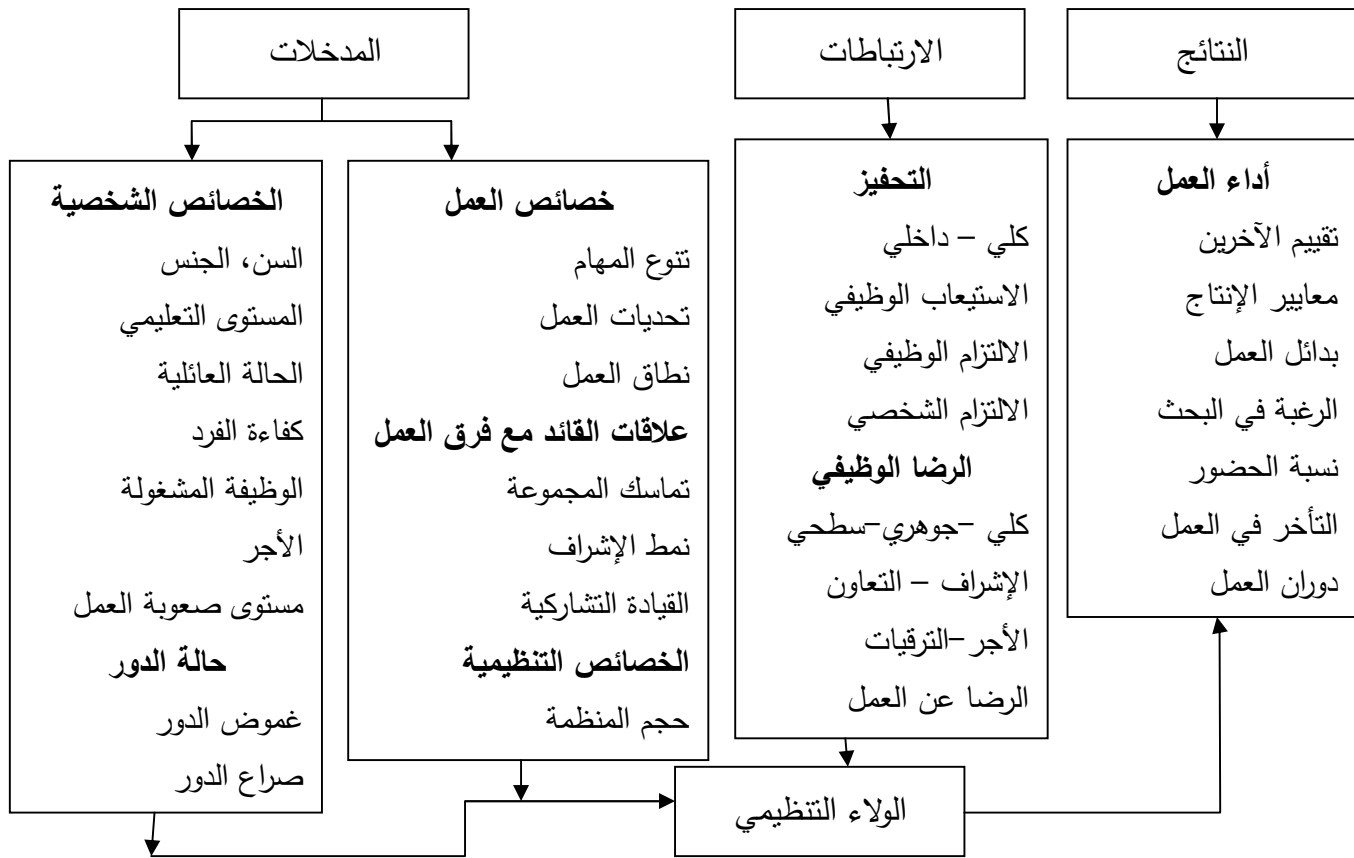 المدخلات
الارتباطات
النتائج
الخصائص الشخصية
السن، الجنس
المستوى التعليمي
الحالة العائلية
كفاءة الفرد
الوظيفة المشغولة
الأجر
مستوى صعوبة العمل
حالة الدور
غموض الدور
صراع الدور
خصائص العمل
تنوع المهام
تحديات العمل
نطاق العمل
علاقات القائد مع فرق العمل
تماسك المجموعة
نمط الإشراف
القيادة التشاركية
الخصائص التنظيمية
حجم المنظمة
التحفيز
كلي – داخلي
الاستيعاب الوظيفي
الالتزام الوظيفي
الالتزام الشخصي
الرضا الوظيفي
كلي –جوهري–سطحي
الإشراف – التعاون
الأجر –الترقيات
الرضا عن العمل
أداء العمل
تقييم الآخرين
معايير الإنتاج
بدائل العمل
الرغبة في البحث
نسبة الحضور
التأخر في العمل
دوران العمل
الولاء التنظيمي